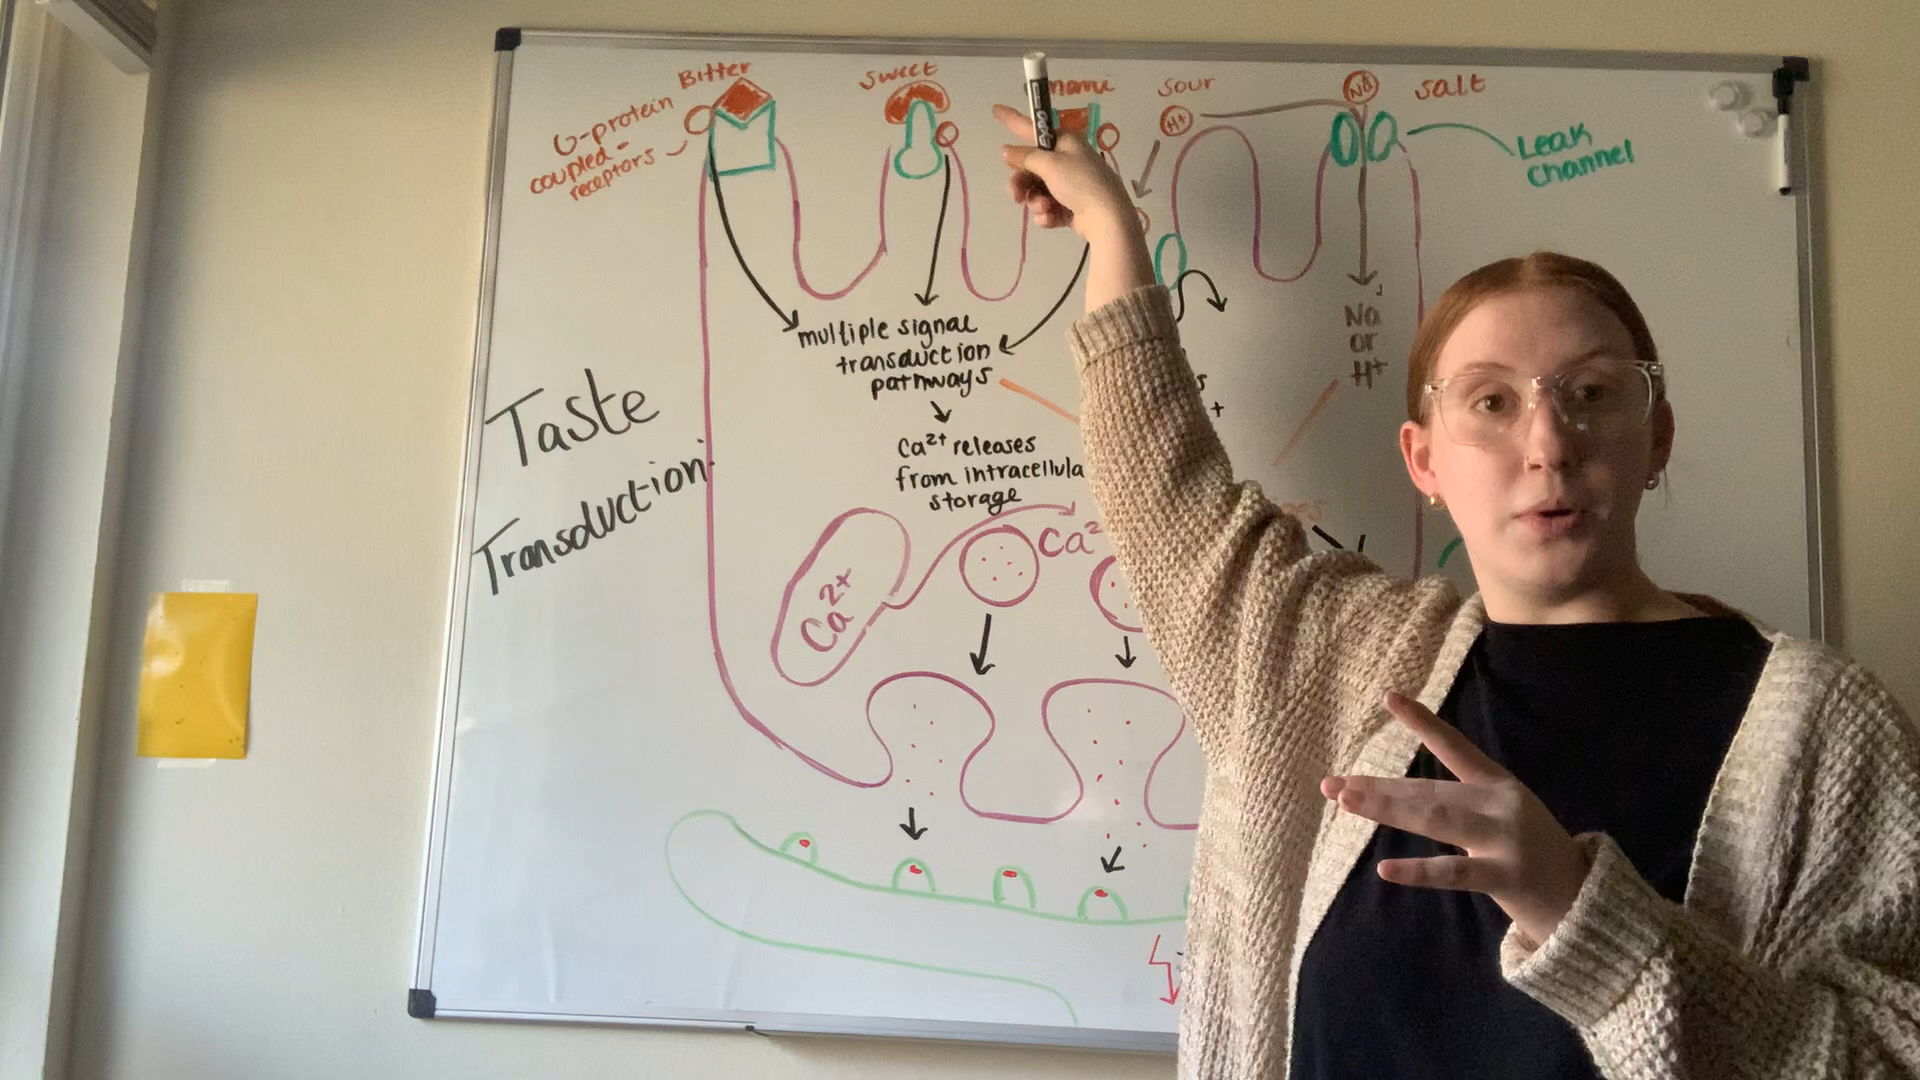 Bitter
sweet
sour
Na
salt
G-protein
coupled-
receptors
H+
Leak
channel
multiple signal
transduction
pathways
Na
or
H+
Taste
Transduction
Ca2+ releases
from intracellula
storage
Ca2+
Ca2